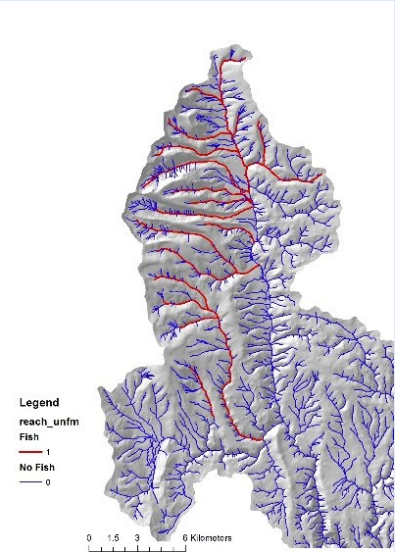 Legend
reach_unfm
Fish
1
No Fish
0
0 1.5 3 6 Kilometers